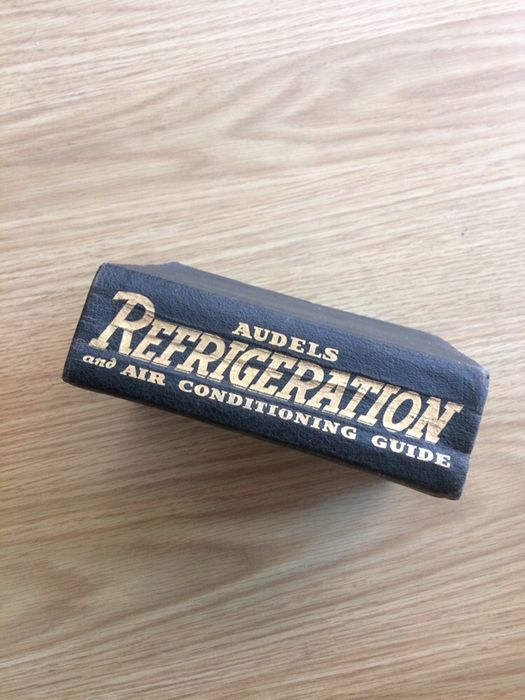 AUDELS
REFRIGERATION
and AIR CONDITIONING GUIDE